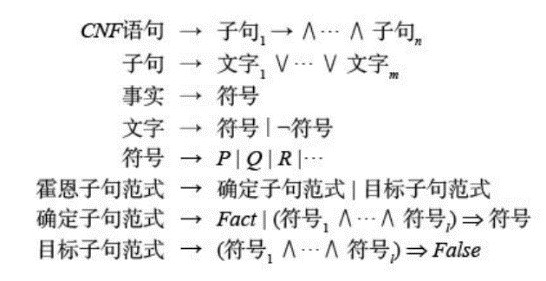 CNF语句 → 子句₁ → ∧ ⋯ ∧ 子句ₙ
子句 → 文字₁ ∨ ⋯ ∨ 文字ₘ
事实 → 符号
文字 → 符号 | ¬符号
符号 → P | Q | R | ⋯
霍恩子句范式 → 确定子句范式 | 目标子句范式
确定子句范式 → Fact | (符号₁ ∧ ⋯ ∧ 符号ₗ) ⇒ 符号
目标子句范式 → (符号₁ ∧ ⋯ ∧ 符号ₗ) ⇒ False